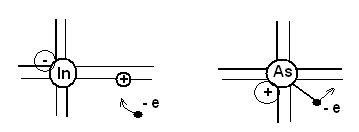 - In + - e
As + - e